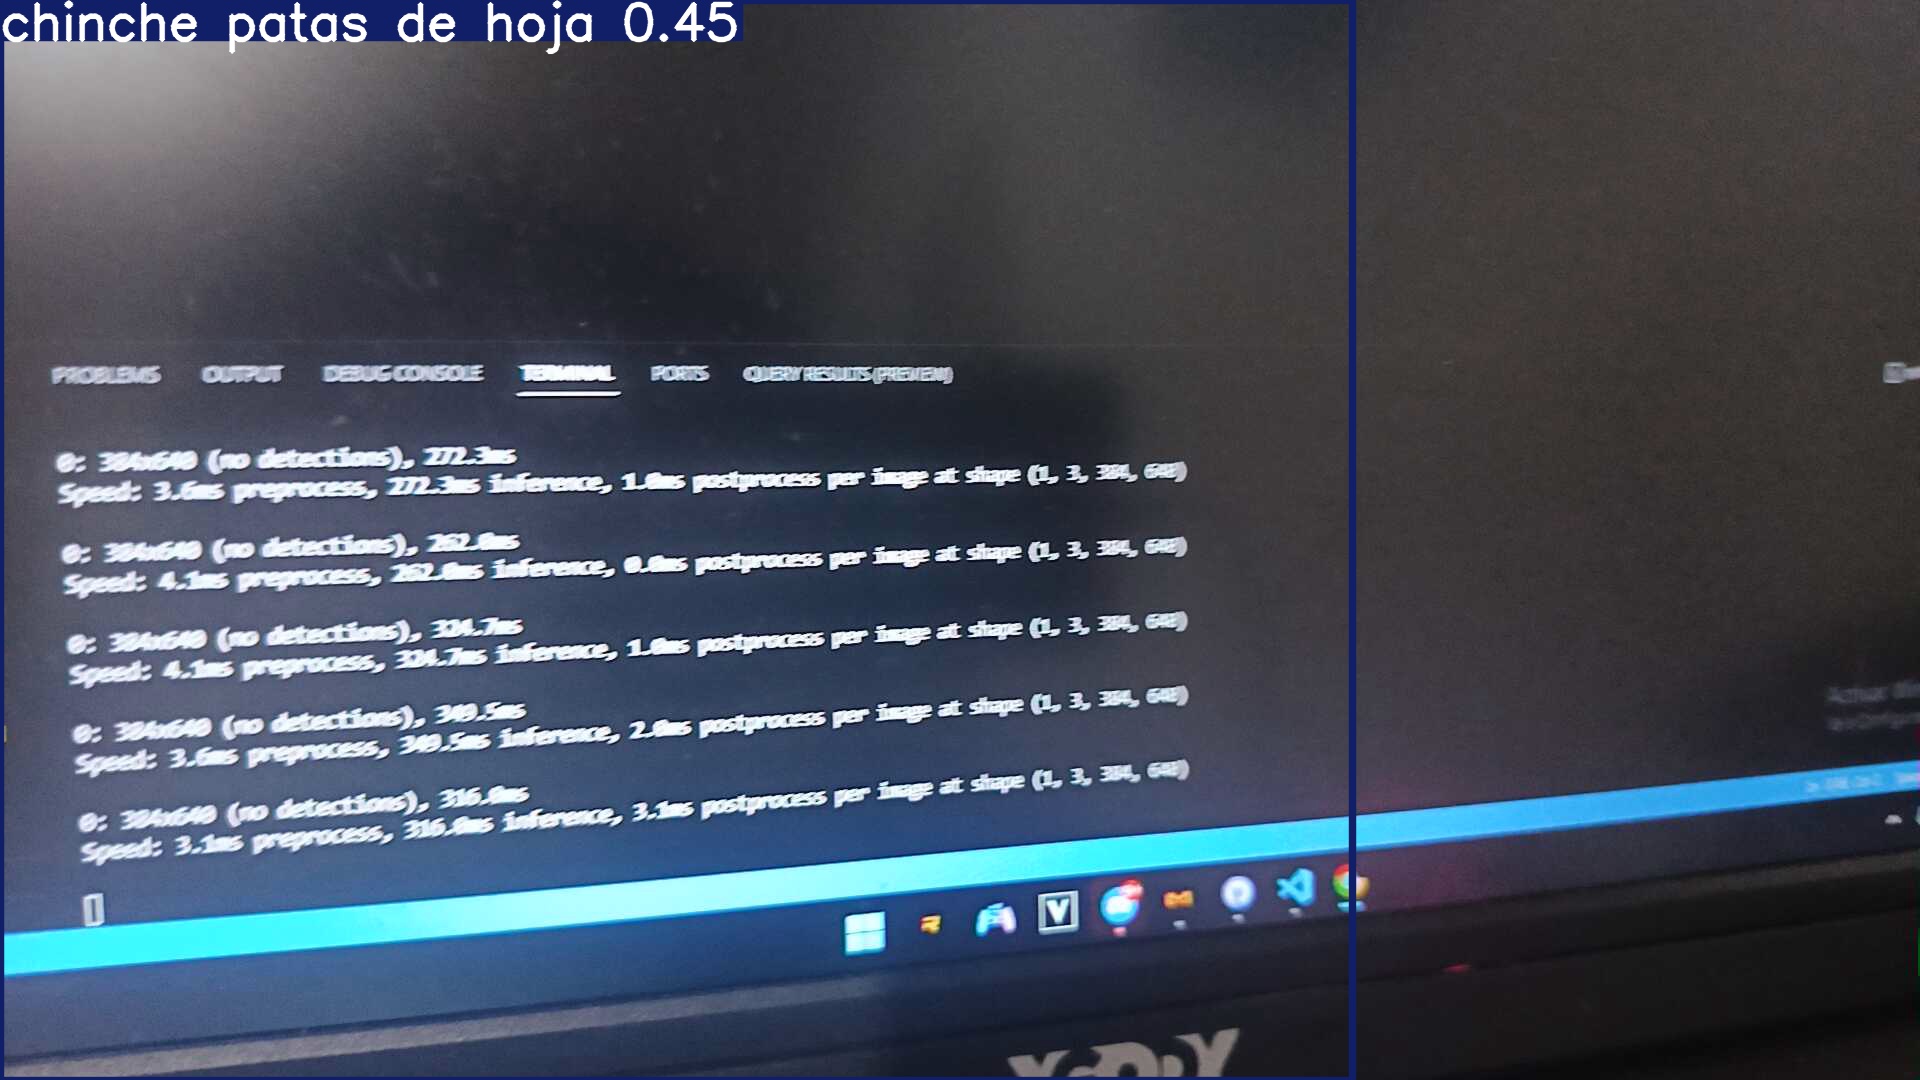 chinche patas de hoja 0.45
PROBLEMS OUTPUT DEBUG CONSOLE TERMINAL PORTS QUERY RESULTS (PREVIEW)
0: 384x640 (no detections), 272.3ms
Speed: 3.6ms preprocess, 272.3ms inference, 1.0ms postprocess per image at shape (1, 3, 384, 640)
0: 384x640 (no detections), 262.0ms
Speed: 4.1ms preprocess, 262.0ms inference, 0.0ms postprocess per image at shape (1, 3, 384, 640)
0: 384x640 (no detections), 324.7ms
Speed: 4.1ms preprocess, 324.7ms inference, 1.0ms postprocess per image at shape (1, 3, 384, 640)
0: 384x640 (no detections), 349.5ms
Speed: 3.6ms preprocess, 349.5ms inference, 2.0ms postprocess per image at shape (1, 3, 384, 640)
0: 384x640 (no detections), 316.0ms
Speed: 3.1ms preprocess, 316.0ms inference, 3.1ms postprocess per image at shape (1, 3, 384, 640)
V